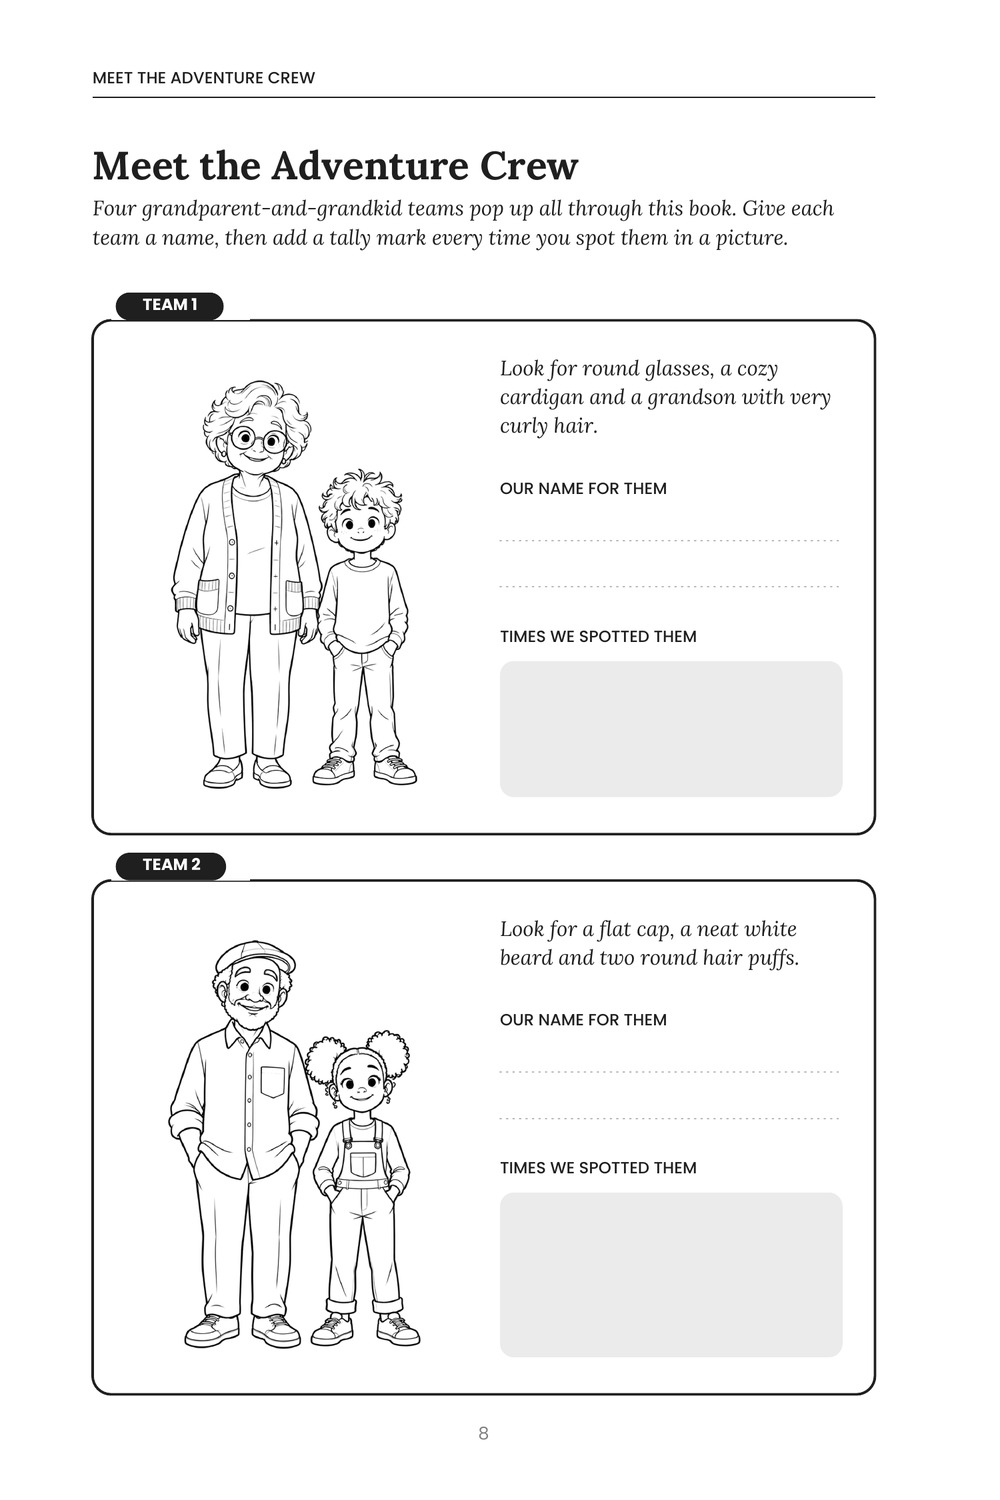 MEET THE ADVENTURE CREW
Meet the Adventure Crew
Four grandparent-and-grandkid teams pop up all through this book. Give each
team a name, then add a tally mark every time you spot them in a picture.
TEAM 1
Look for round glasses, a cozy
cardigan and a grandson with very
curly hair.
OUR NAME FOR THEM
TIMES WE SPOTTED THEM
TEAM 2
Look for a flat cap, a neat white
beard and two round hair puffs.
OUR NAME FOR THEM
TIMES WE SPOTTED THEM
8